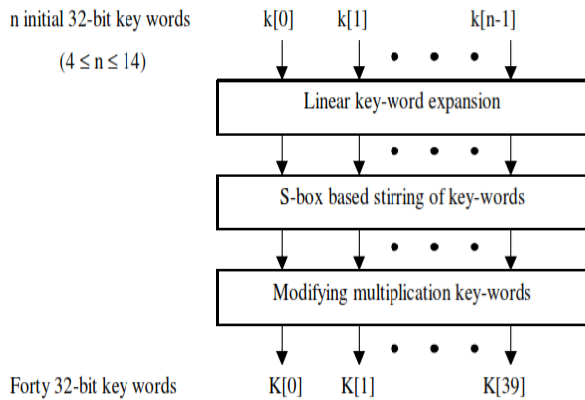 n initial 32-bit key words k[0] k[1] k[n-1]
(4 ≤ n ≤ 14)
Linear key-word expansion
S-box based stirring of key-words
Modifying multiplication key-words
Forty 32-bit key words K[0] K[1] K[39]